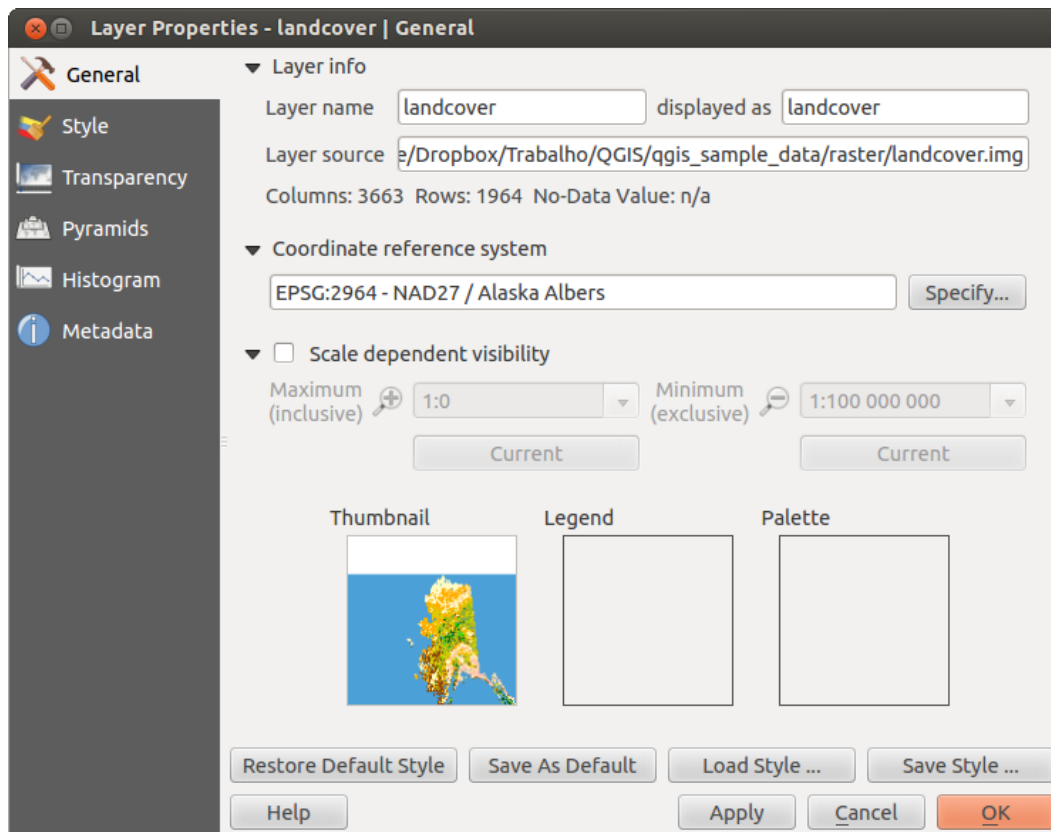 Layer Properties - landcover | General
General
Style
Transparency
Pyramids
Histogram
Metadata
Layer info
Layer name landcover displayed as landcover
Layer source e/Dropbox/Trabalho/QGIS/qgis_sample_data/raster/landcover.img
Columns: 3663 Rows: 1964 No-Data Value: n/a
Coordinate reference system
EPSG:2964 - NAD27 / Alaska Albers Specify...
Scale dependent visibility
Maximum (inclusive) 1:0 Minimum (exclusive) 1:100 000 000
Current Current
Thumbnail Legend Palette
Restore Default Style Save As Default Load Style ... Save Style ...
Help Apply Cancel OK